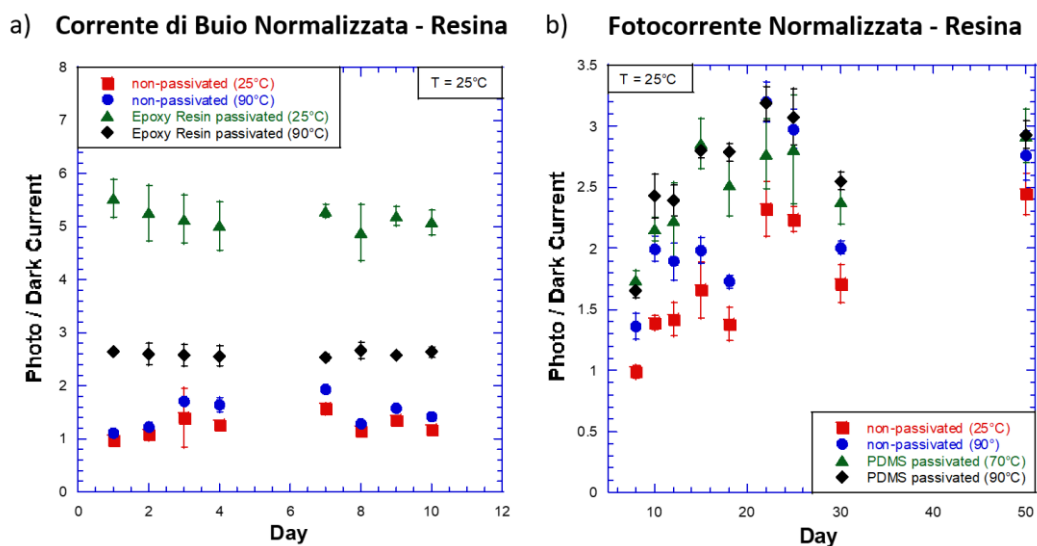 a) Corrente di Buio Normalizzata - Resina
Photo / Dark Current
8
7
6
5
4
3
2
1
0
non-passivated (25°C)
non-passivated (90°C)
Epoxy Resin passivated (25°C)
Epoxy Resin passivated (90°C)
T = 25°C
0 2 4 6 8 10 12
Day
b) Fotocorrente Normalizzata - Resina
Photo / Dark Current
3.5
3
2.5
2
1.5
1
0.5
0
T = 25°C
non-passivated (25°C)
non-passivated (90°)
PDMS passivated (70°C)
PDMS passivated (90°C)
10 20 30 40 50
Day